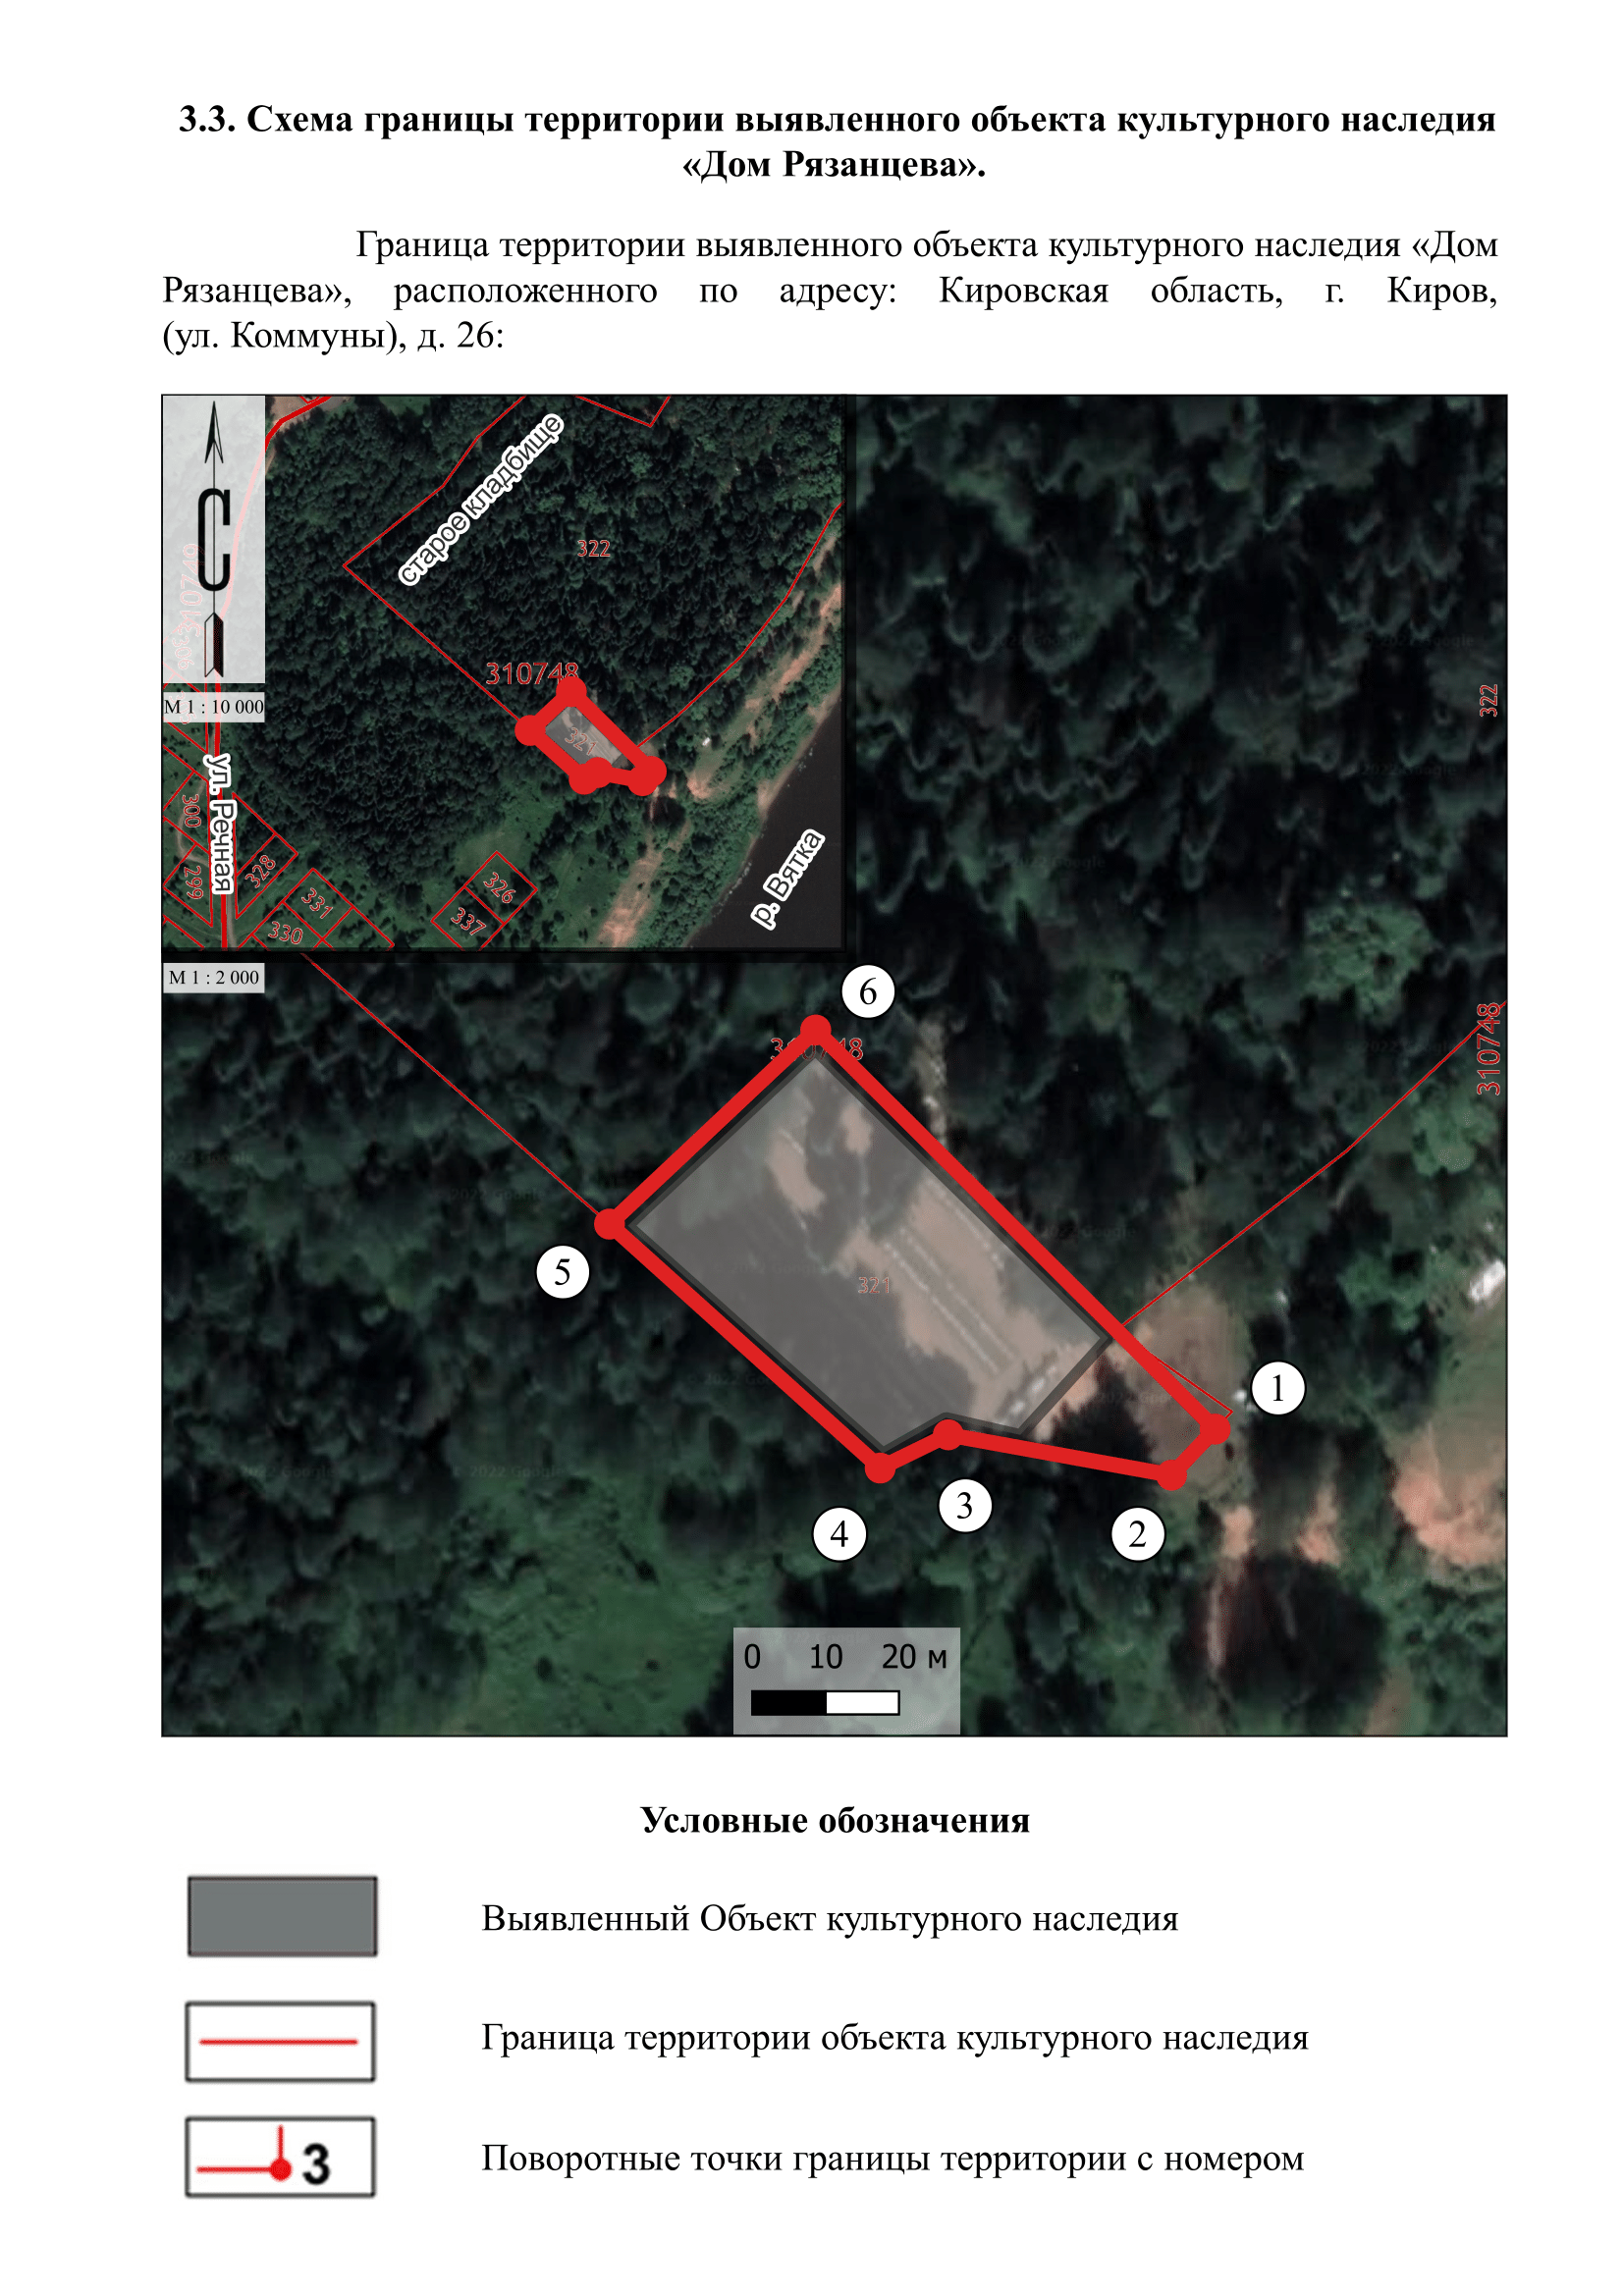 3.3. Схема границы территории выявленного объекта культурного наследия
«Дом Рязанцева».
Граница территории выявленного объекта культурного наследия «Дом
Рязанцева», расположенного по адресу: Кировская область, г. Киров,
(ул. Коммуны), д. 26:
С
310749
306
М 1 : 10 000
старое кладбище
322
310748
321
ул. Речная
300
299
328
331
330
326
337
р. Вятка
М 1 : 2 000
322
310748
6
310748
5
321
1
4
3
2
0 10 20 м
Условные обозначения
Выявленный Объект культурного наследия
Граница территории объекта культурного наследия
3
Поворотные точки границы территории с номером